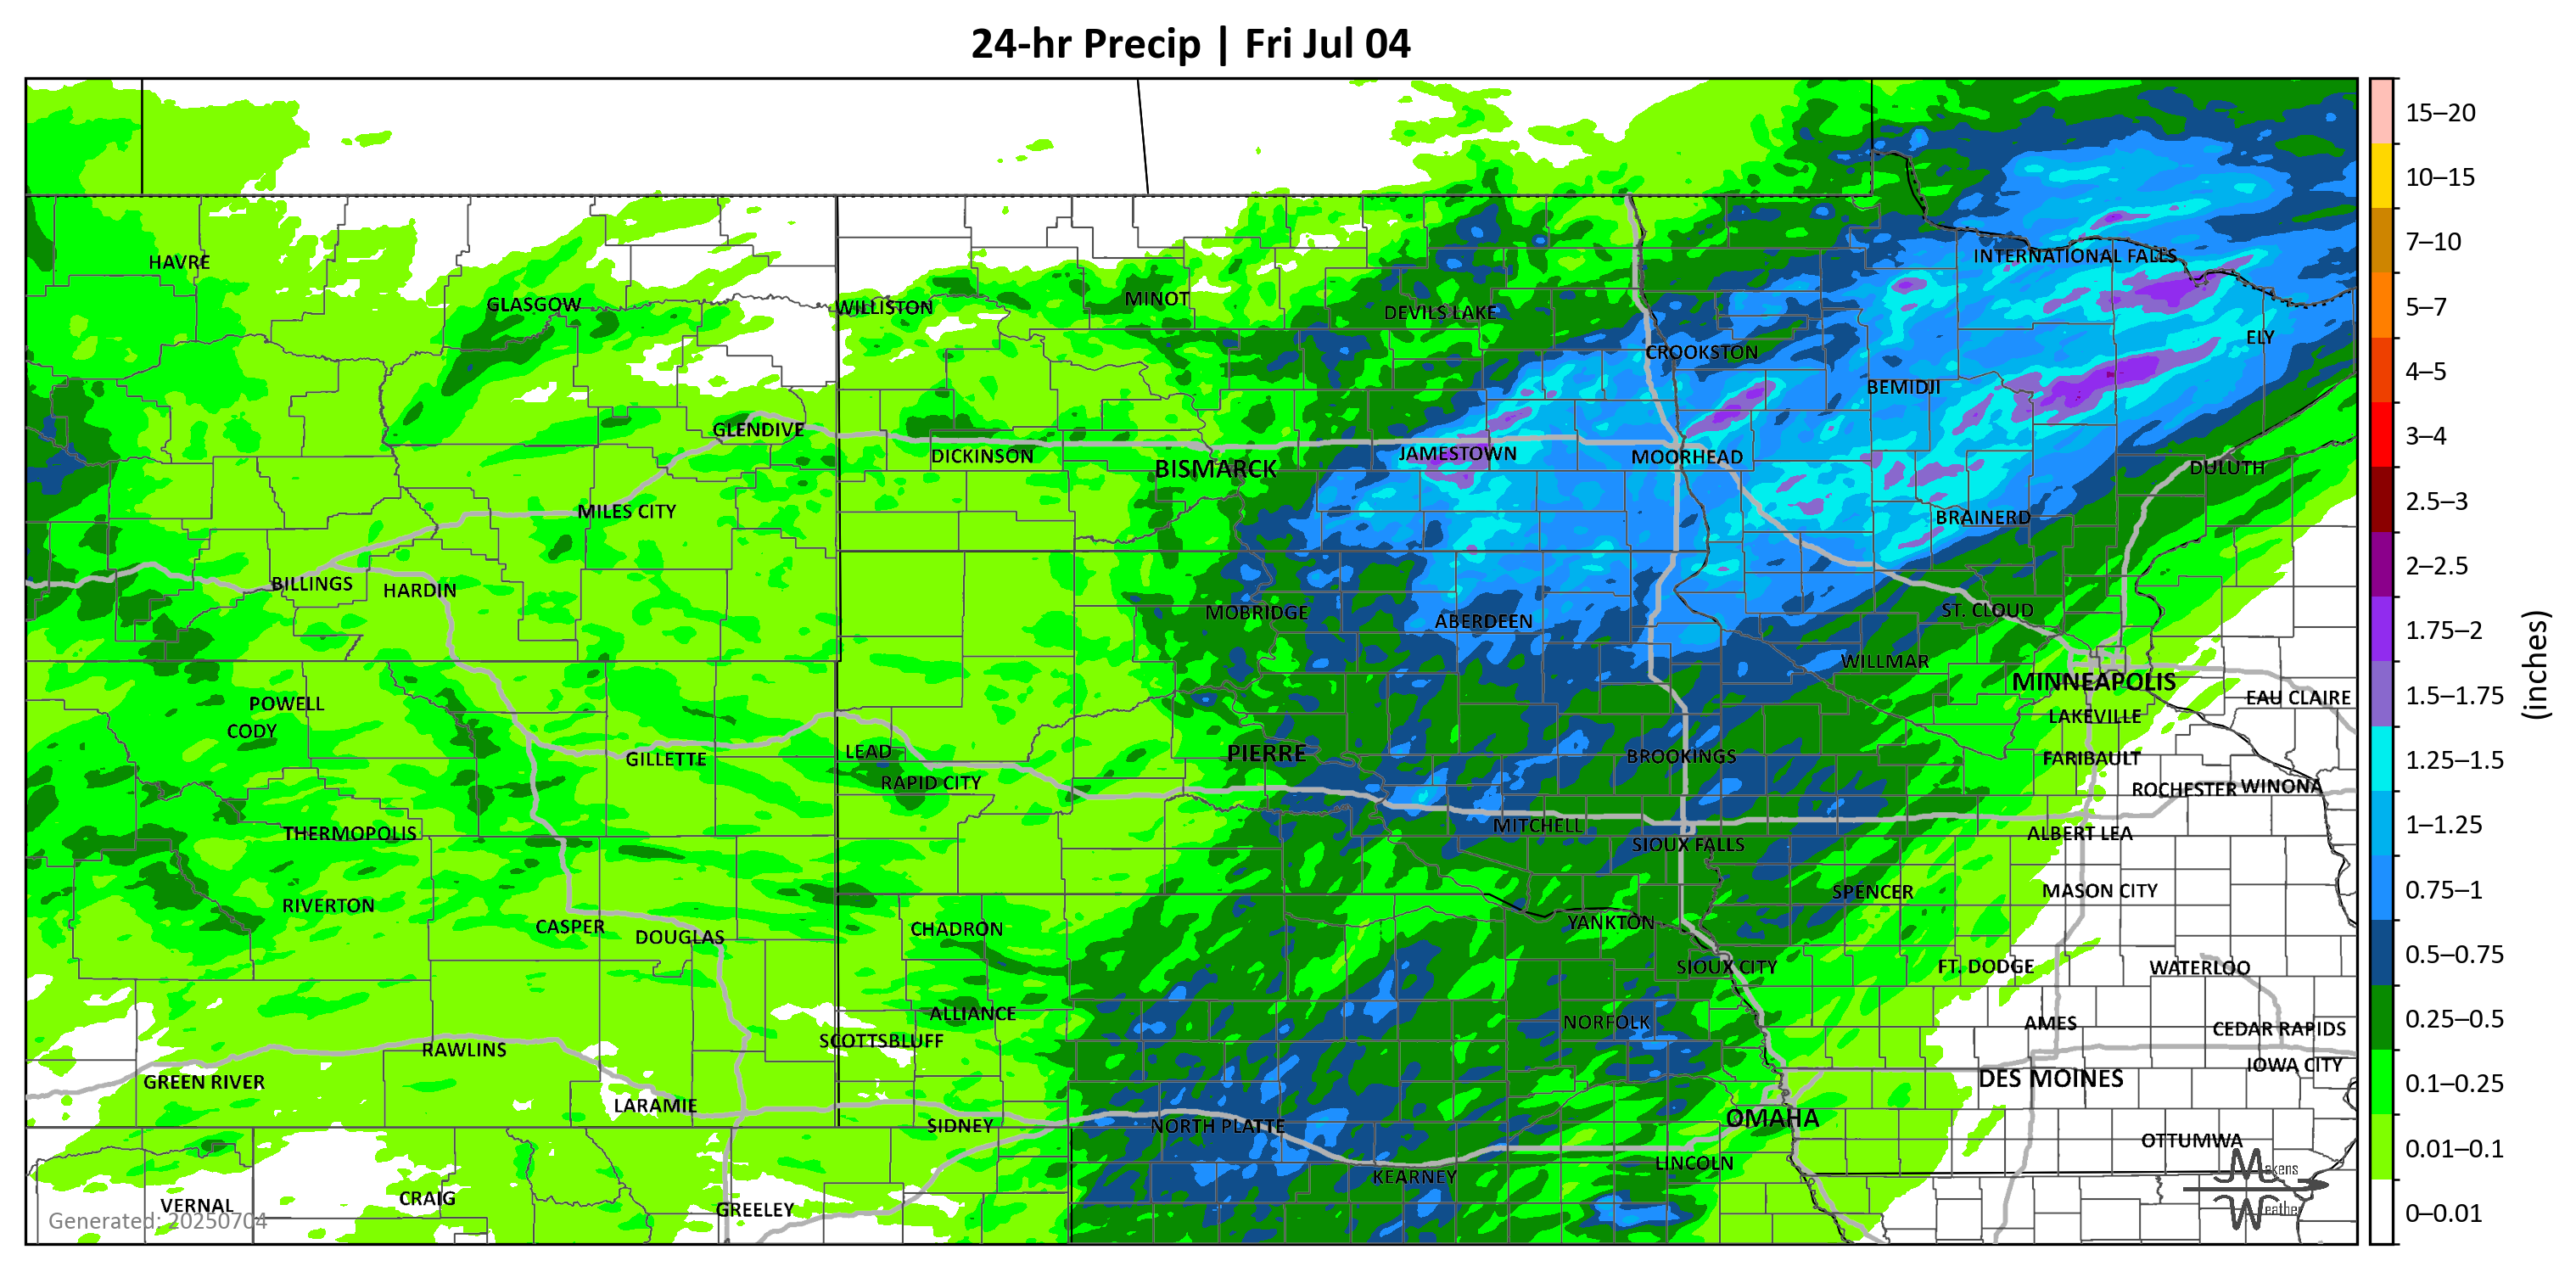 24-hr Precip | Fri Jul 04
15–20
10–15
7–10
5–7
4–5
3–4
2.5–3
2–2.5
1.75–2
1.5–1.75
1.25–1.5
1–1.25
0.75–1
0.5–0.75
0.25–0.5
0.1–0.25
0.01–0.1
0–0.01
(inches)
HAVRE
INTERNATIONAL FALLS
GLASGOW
WILLISTON
MINOT
DEVILS LAKE
ELY
CROOKSTON
BEMIDJI
GLENDIVE
DICKINSON
BISMARCK
JAMESTOWN
MOORHEAD
DULUTH
MILES CITY
BRAINERD
BILLINGS
HARDIN
MOBRIDGE
ABERDEEN
ST. CLOUD
WILLMAR
MINNEAPOLIS
EAU CLAIRE
POWELL
LAKEVILLE
CODY
GILLETTE
LEAD
PIERRE
BROOKINGS
FARIBAULT
RAPID CITY
ROCHESTER
WINONA
THERMOPOLIS
MITCHELL
ALBERT LEA
SIOUX FALLS
RIVERTON
SPENCER
MASON CITY
CASPER
DOUGLAS
CHADRON
YANKTON
SIOUX CITY
FT. DODGE
WATERLOO
ALLIANCE
NORFOLK
AMES
CEDAR RAPIDS
SCOTTSBLUFF
RAWLINS
IOWA CITY
GREEN RIVER
DES MOINES
LARAMIE
SIDNEY
NORTH PLATTE
OMAHA
OTTUMWA
LINCOLN
KEARNEY
VERNAL
CRAIG
GREELEY
Generated: 20250704
Makens
Weather